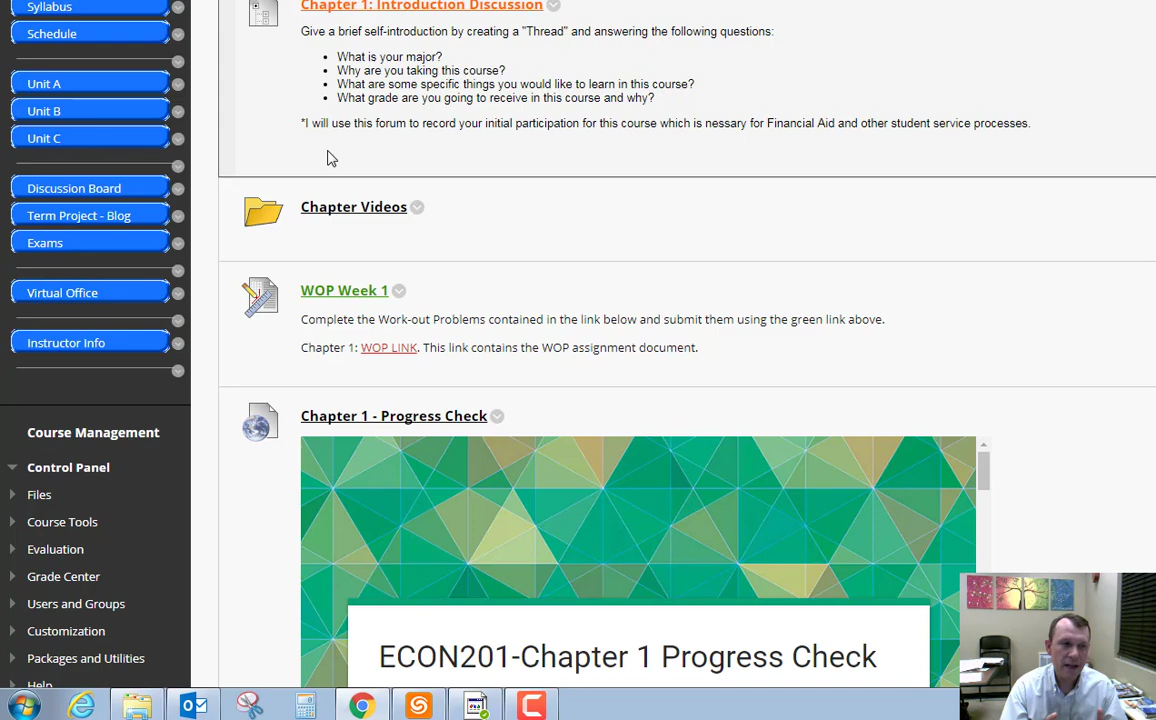 Syllabus
Schedule
Unit A
Unit B
Unit C
Discussion Board
Term Project - Blog
Exams
Virtual Office
Instructor Info
Course Management
Control Panel
Files
Course Tools
Evaluation
Grade Center
Users and Groups
Customization
Packages and Utilities
Help
Chapter 1: Introduction Discussion
Give a brief self-introduction by creating a "Thread" and answering the following questions:
What is your major?
Why are you taking this course?
What are some specific things you would like to learn in this course?
What grade are you going to receive in this course and why?
*I will use this forum to record your initial participation for this course which is nessary for Financial Aid and other student service processes.
Chapter Videos
WOP Week 1
Complete the Work-out Problems contained in the link below and submit them using the green link above.
Chapter 1: WOP LINK. This link contains the WOP assignment document.
Chapter 1 - Progress Check
ECON201-Chapter 1 Progress Check